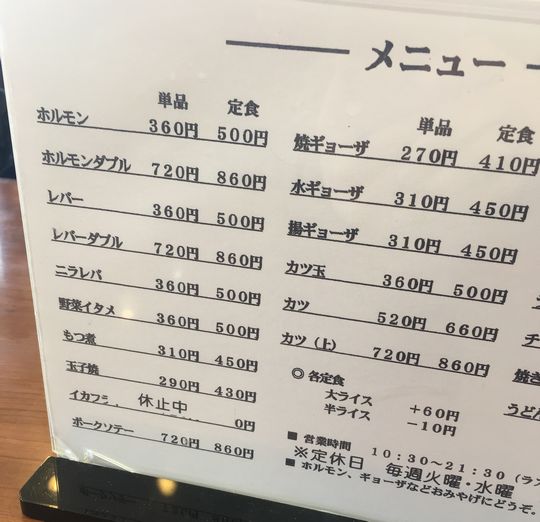 メニュー
単品 定食
ホルモン 360円 500円
ホルモンダブル 720円 860円
レバー 360円 500円
レバーダブル 720円 860円
ニラレバ 360円 500円
野菜イタメ 360円 500円
もつ煮 310円 450円
玉子焼 290円 430円
イカフ 休止中 0円
ポークソテー 720円 860円
単品 定食
焼ギョーザ 270円 410円
水ギョーザ 310円 450円
揚ギョーザ 310円 450円
カツ玉 360円 500円
カツ 520円 660円
カツ(上) 720円 860円
◎ 各定食
大ライス +60円
半ライス -10円
■ 営業時間 10:30~21:30(ラス
※定休日 毎週火曜・水曜
■ ホルモン、ギョーザなどおみやげにどうぞ。
チ
焼き
うどん